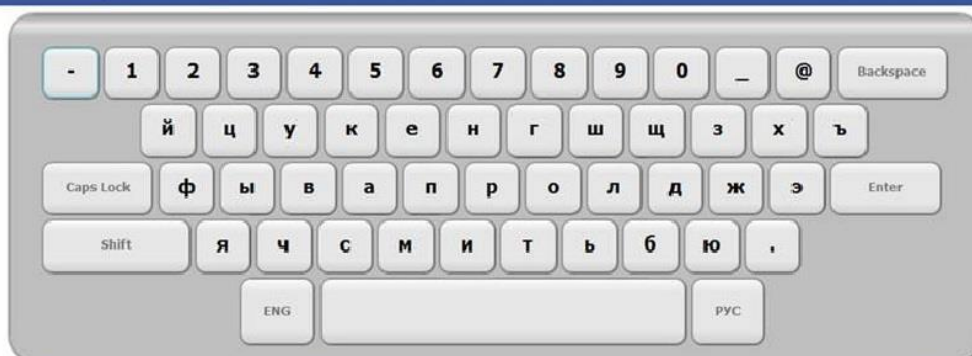 - 1 2 3 4 5 6 7 8 9 0 _ @ Backspace
й ц у к е н г ш щ з х ъ
Caps Lock ф ы в а п р о л д ж э Enter
Shift я ч с м и т ь б ю ,
ENG РУС